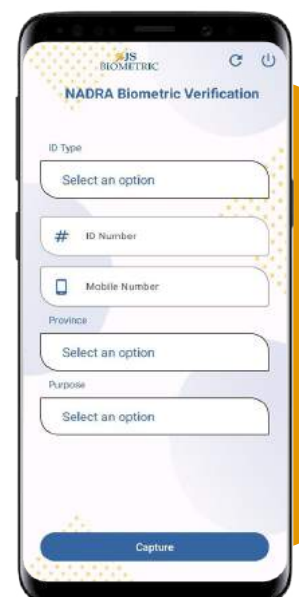 JS
BIOMETRIC
NADRA Biometric Verification
ID Type
Select an option
# ID Number
Mobile Number
Province
Select an option
Purpose
Select an option
Capture